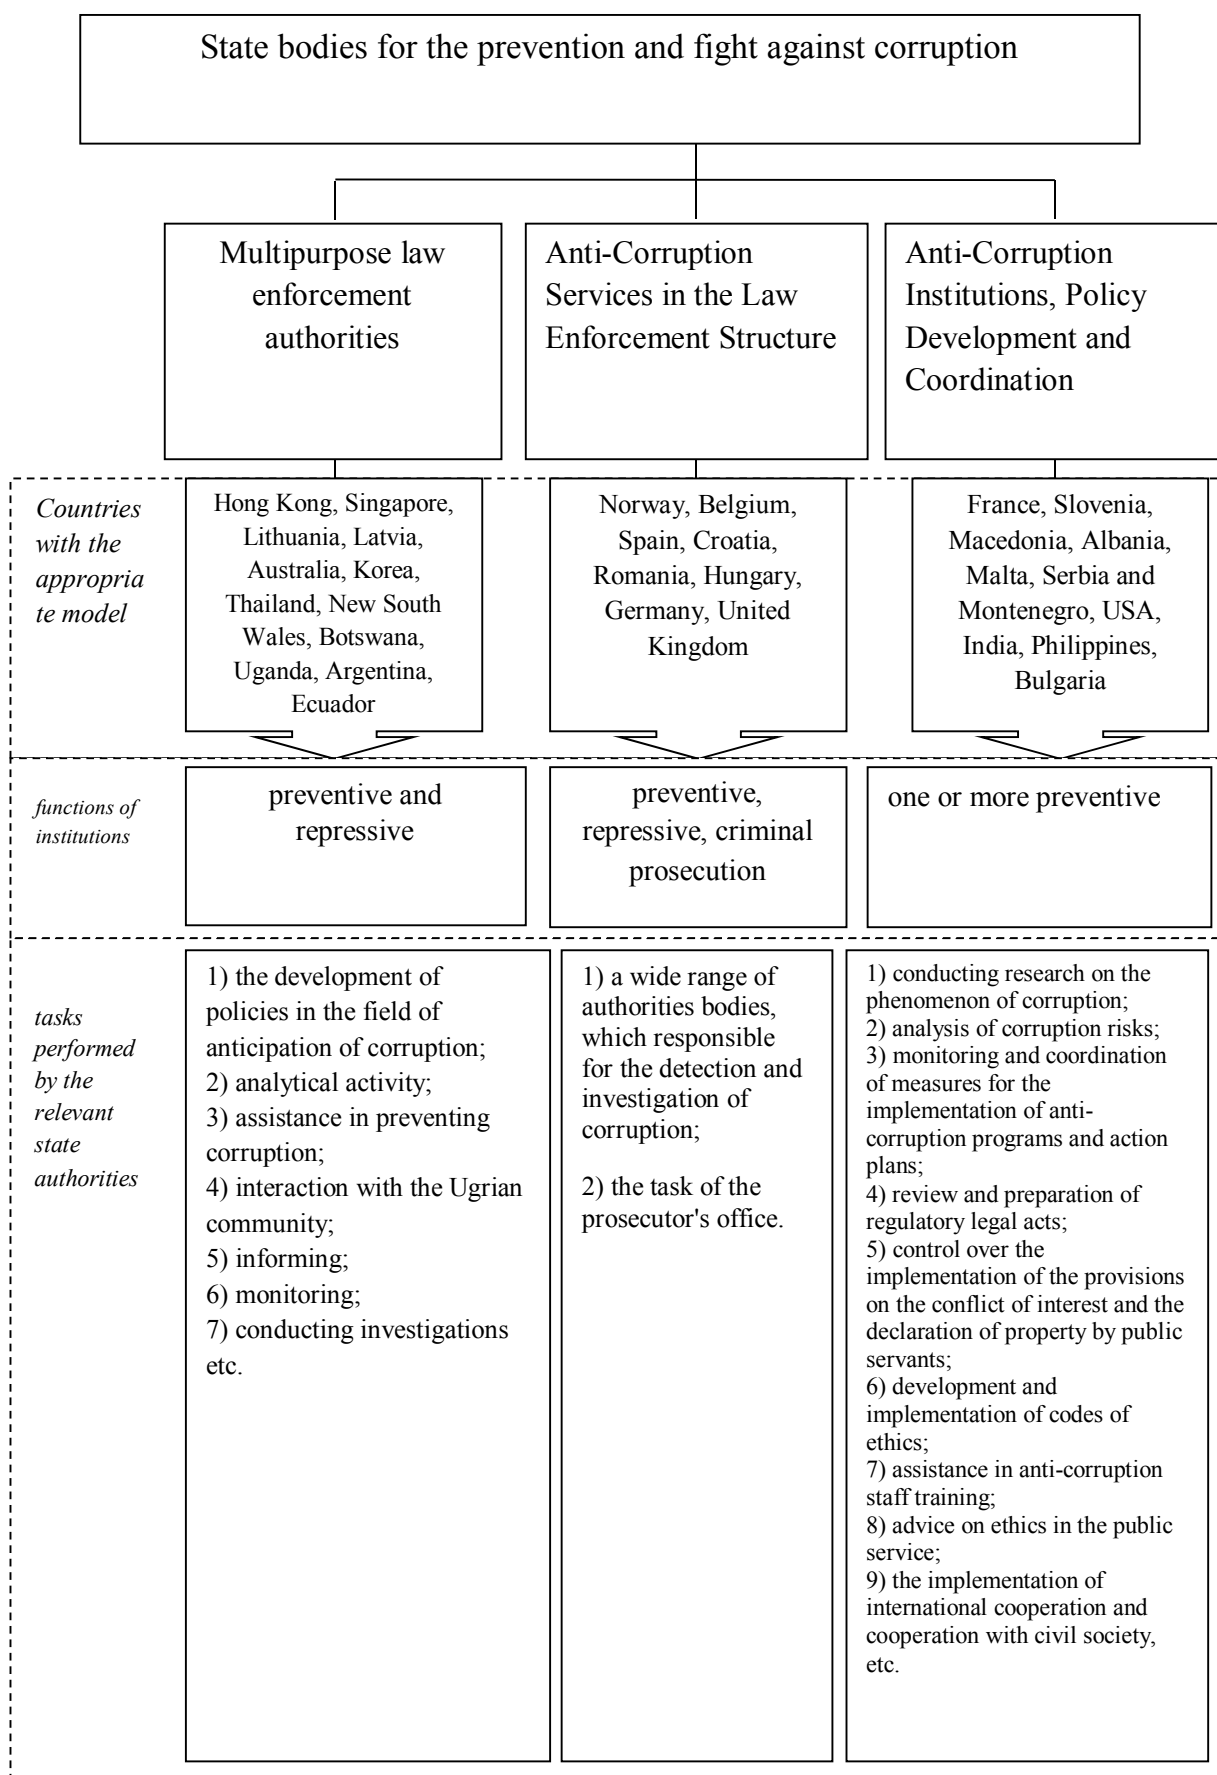 State bodies for the prevention and fight against corruption
Multipurpose law
enforcement
authorities
Anti-Corruption
Services in the Law
Enforcement Structure
Anti-Corruption
Institutions, Policy
Development and
Coordination
Countries
with the
appropria
te model
Hong Kong, Singapore,
Lithuania, Latvia,
Australia, Korea,
Thailand, New South
Wales, Botswana,
Uganda, Argentina,
Ecuador
Norway, Belgium,
Spain, Croatia,
Romania, Hungary,
Germany, United
Kingdom
France, Slovenia,
Macedonia, Albania,
Malta, Serbia and
Montenegro, USA,
India, Philippines,
Bulgaria
functions of
institutions
preventive and
repressive
preventive,
repressive, criminal
prosecution
one or more preventive
tasks
performed
by the
relevant
state
authorities
1) the development of
policies in the field of
anticipation of corruption;
2) analytical activity;
3) assistance in preventing
corruption;
4) interaction with the Ugrian
community;
5) informing;
6) monitoring;
7) conducting investigations
etc.
1) a wide range of
authorities bodies,
which responsible
for the detection and
investigation of
corruption;
2) the task of the
prosecutor's office.
1) conducting research on the
phenomenon of corruption;
2) analysis of corruption risks;
3) monitoring and coordination
of measures for the
implementation of anti-
corruption programs and action
plans;
4) review and preparation of
regulatory legal acts;
5) control over the
implementation of the provisions
on the conflict of interest and the
declaration of property by public
servants;
6) development and
implementation of codes of
ethics;
7) assistance in anti-corruption
staff training;
8) advice on ethics in the public
service;
9) the implementation of
international cooperation and
cooperation with civil society,
etc.